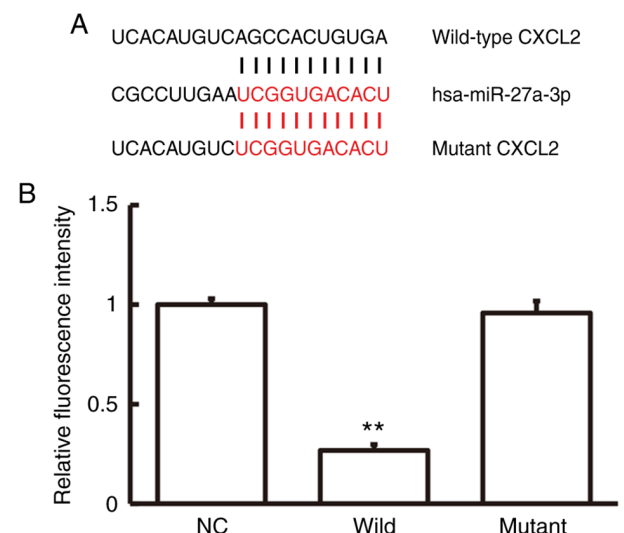 A
UCACAUGUCAGCCACUGUGA Wild-type CXCL2
CGCCUUGAAUCGGUGACACU hsa-miR-27a-3p
UCACAUGUCUCGGUGACACU Mutant CXCL2
B
Relative fluorescence intensity
1.5
1
0.5
0
**
NC Wild Mutant